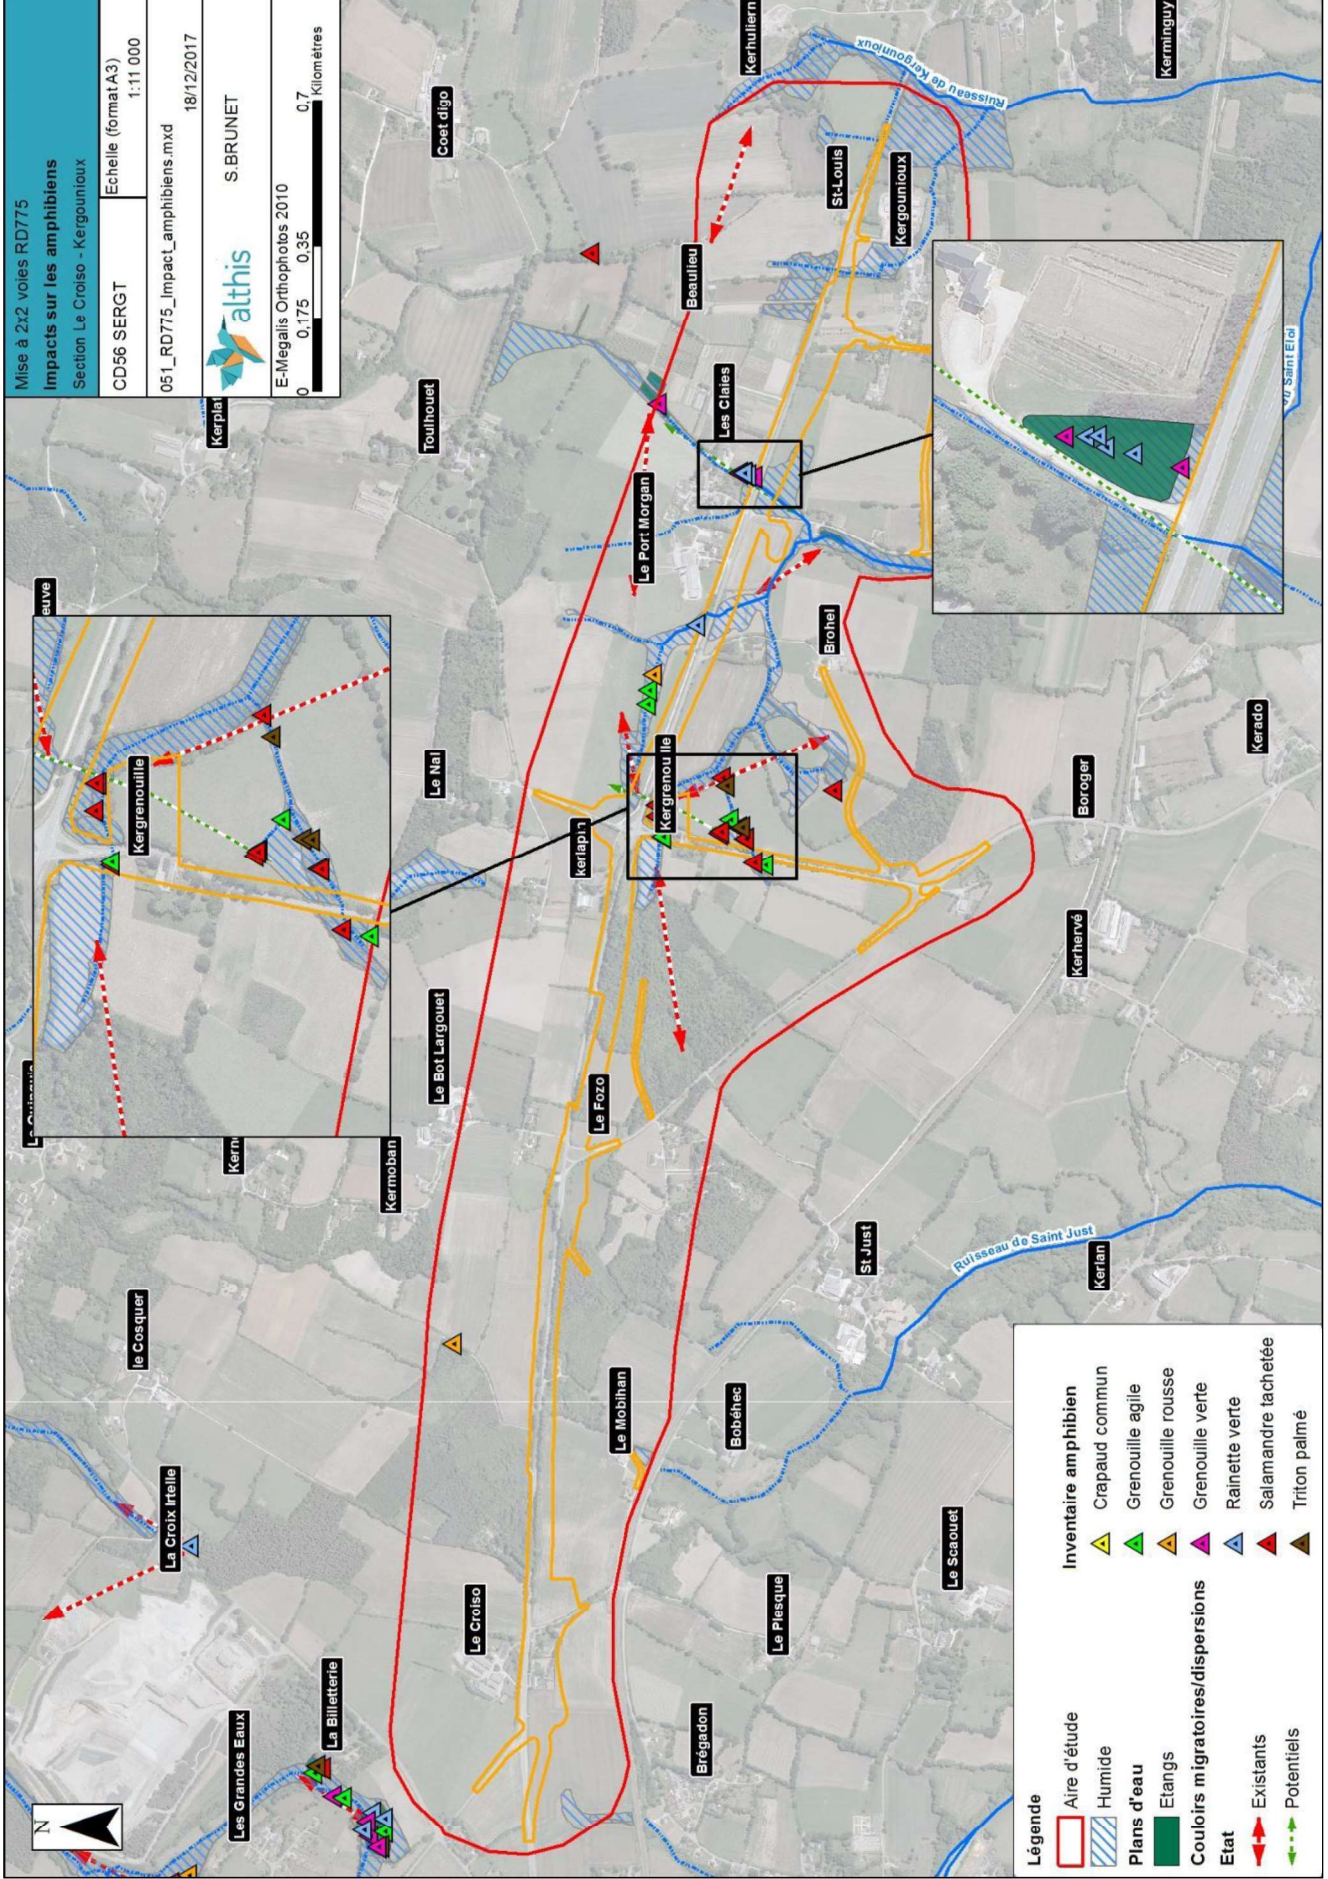 Mise à 2x2 voies RD775
Impacts sur les amphibiens
Section Le Croiso - Kergounioux
CD56 SERGT
Echelle (format A3)
1:11 000
051_RD775_Impact_amphibiens.mxd
18/12/2017
althis
S.BRUNET
E-Megalis Orthophotos 2010
0 0,175 0,35 0,7
Kilomètres
N
Les Grandes Eaux
La Billetterie
La Croix Irtelle
le Cosquer
Le Croiso
Brégadon
Le Plesque
Le Scaouet
Le Mobihan
Bobéhec
St Just
Ruisseau de Saint Just
Kerlan
Kermoban
Le Bot Largouet
Le Fozo
Le Nal
kerlapin
Kergrenouille
Kergrenouille
Toulhouet
Coet digo
Le Port Morgan
Les Claies
Beaulieu
St-Louis
Kergounioux
Kerhuliern
Ruisseau de Kergounioux
Kerminguy
Brohel
Boroger
Kerhervé
Kerado
Saint Eloi
Légende
Aire d'étude
Humide
Plans d'eau
Etangs
Couloirs migratoires/dispersions
Etat
Existants
Potentiels
Inventaire amphibien
Crapaud commun
Grenouille agile
Grenouille rousse
Grenouille verte
Rainette verte
Salamandre tachetée
Triton palmé